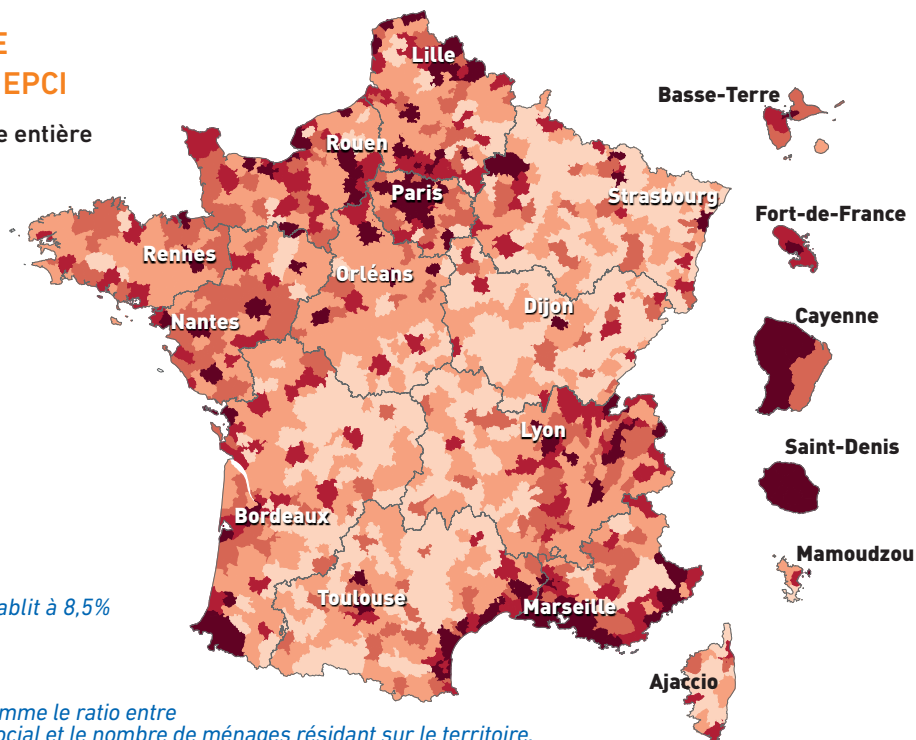 E
EPCI
e entière
Lille
Basse-Terre
Rouen
Paris
Strasbourg
Fort-de-France
Rennes
Orléans
Dijon
Nantes
Cayenne
Lyon
Saint-Denis
Bordeaux
Mamoudzou
Toulouse
Marseille
ablit à 8,5%
Ajaccio
mme le ratio entre
ocial et le nombre de ménages résidant sur le territoire.